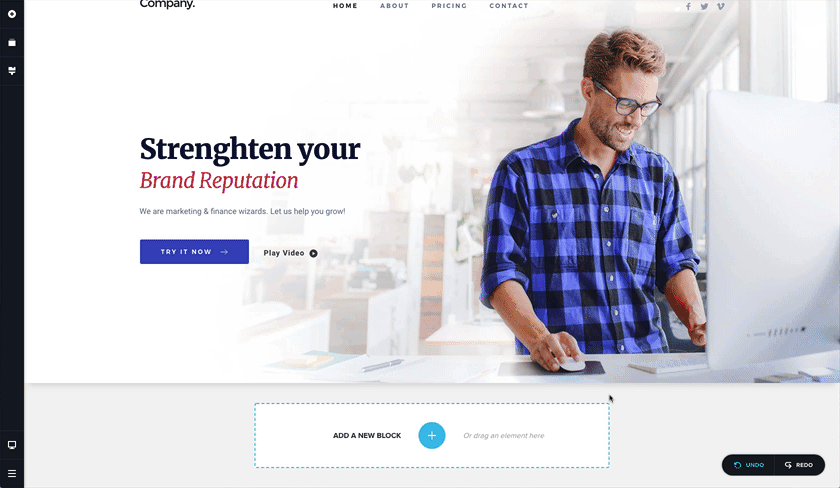 Company.
HOME ABOUT PRICING CONTACT
Strenghten your
Brand Reputation
We are marketing & finance wizards. Let us help you grow!
TRY IT NOW
Play Video
ADD A NEW BLOCK
Or drag an element here
UNDO REDO